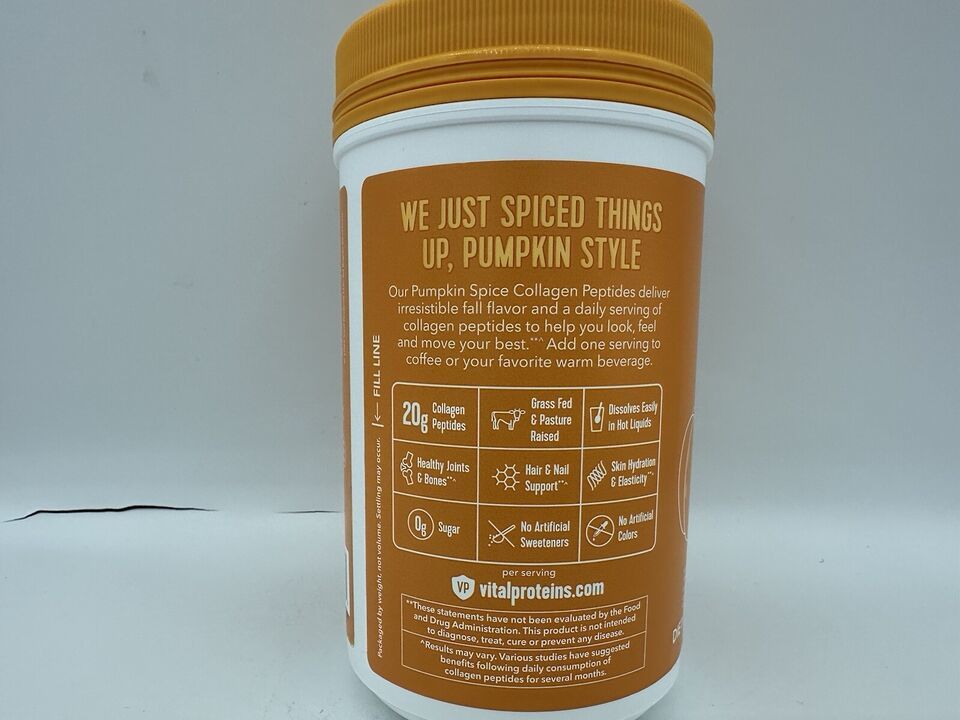 WE JUST SPICED THINGS
UP, PUMPKIN STYLE
Our Pumpkin Spice Collagen Peptides deliver
irresistible fall flavor and a daily serving of
collagen peptides to help you look, feel
and move your best.**^ Add one serving to
coffee or your favorite warm beverage.
20g Collagen
Peptides
Grass Fed
& Pasture
Raised
Dissolves Easily
in Hot Liquids
Healthy Joints
& Bones**^
Hair & Nail
Support**^
Skin Hydration
& Elasticity**^
0g Sugar
No Artificial
Sweeteners
No Artificial
Colors
per serving
VP vitalproteins.com
**These statements have not been evaluated by the Food
and Drug Administration. This product is not intended
to diagnose, treat, cure or prevent any disease.
^Results may vary. Various studies have suggested
benefits following daily consumption of
collagen peptides for several months.
Packaged by weight, not volume. Settling may occur. |<— FILL LINE